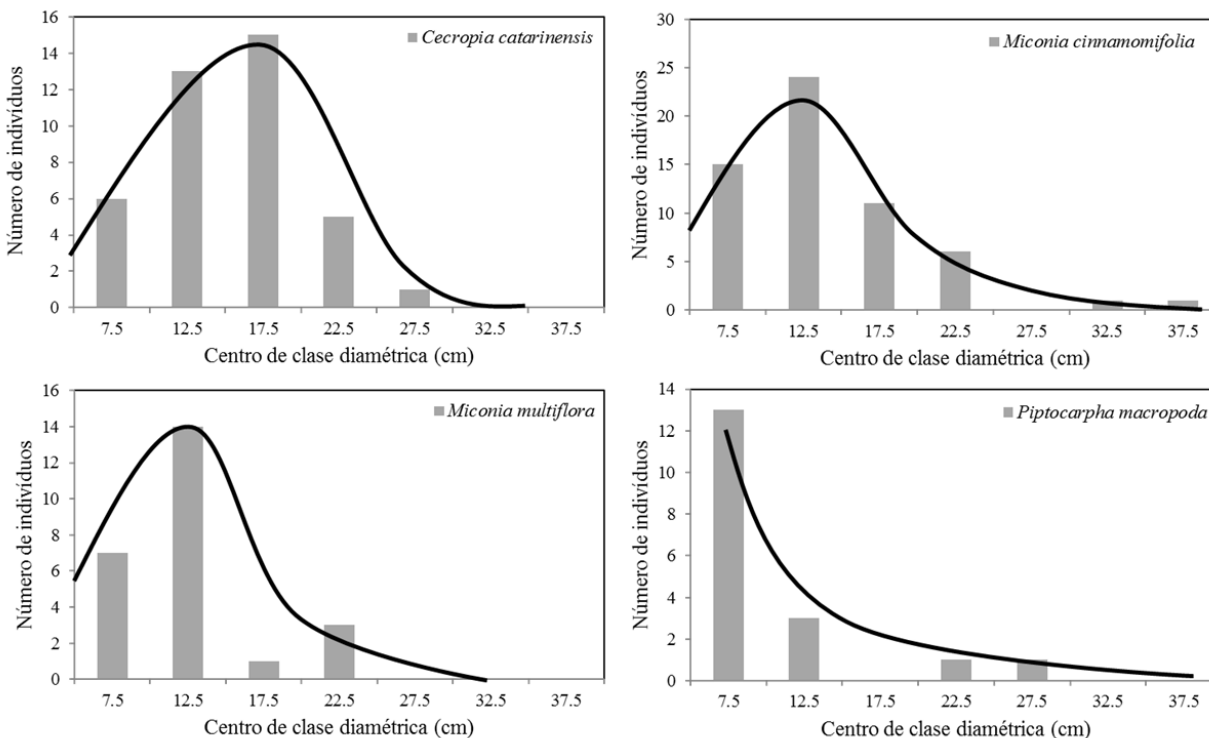 Cecropia catarinensis
Número de indivíduos
16
14
12
10
8
6
4
2
0
7.5 12.5 17.5 22.5 27.5 32.5 37.5
Centro de clase diamétrica (cm)
Miconia cinnamomifolia
Número de indivíduos
30
25
20
15
10
5
0
7.5 12.5 17.5 22.5 27.5 32.5 37.5
Centro de clase diamétrica (cm)
Miconia multiflora
Número de indivíduos
16
14
12
10
8
6
4
2
0
7.5 12.5 17.5 22.5 27.5 32.5 37.5
Centro de clase diamétrica (cm)
Piptocarpha macropoda
Número de indivíduos
14
12
10
8
6
4
2
0
7.5 12.5 17.5 22.5 27.5 32.5 37.5
Centro de clase diamétrica (cm)